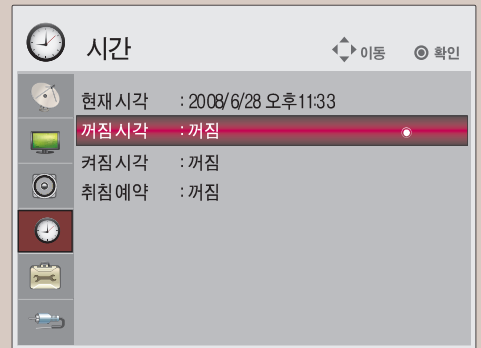 시간 이동 확인
현재시각 : 2008/6/28 오후11:33
꺼짐시각 : 꺼짐
켜짐시각 : 꺼짐
취침예약 : 꺼짐